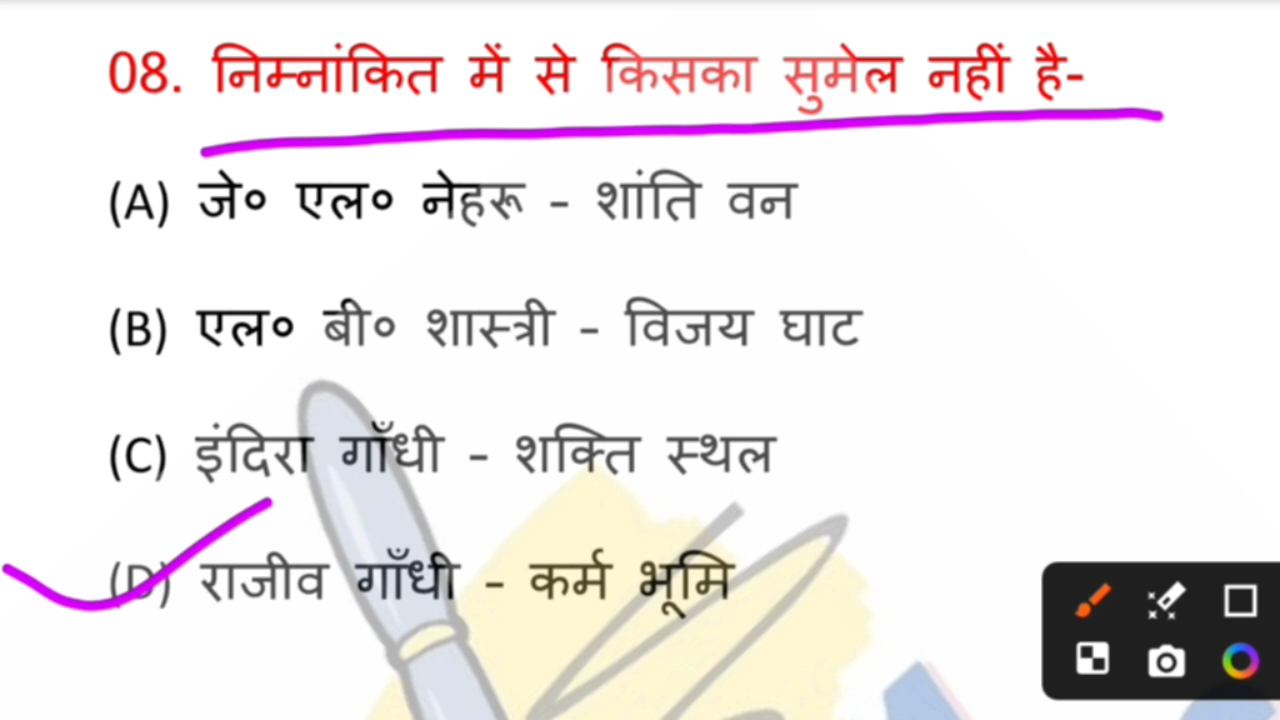 08. निम्नांकित में से किसका सुमेल नहीं है-
(A) जे० एल० नेहरू - शांति वन
(B) एल० बी० शास्त्री - विजय घाट
(C) इंदिरा गाँधी - शक्ति स्थल
(D) राजीव गाँधी - कर्म भूमि